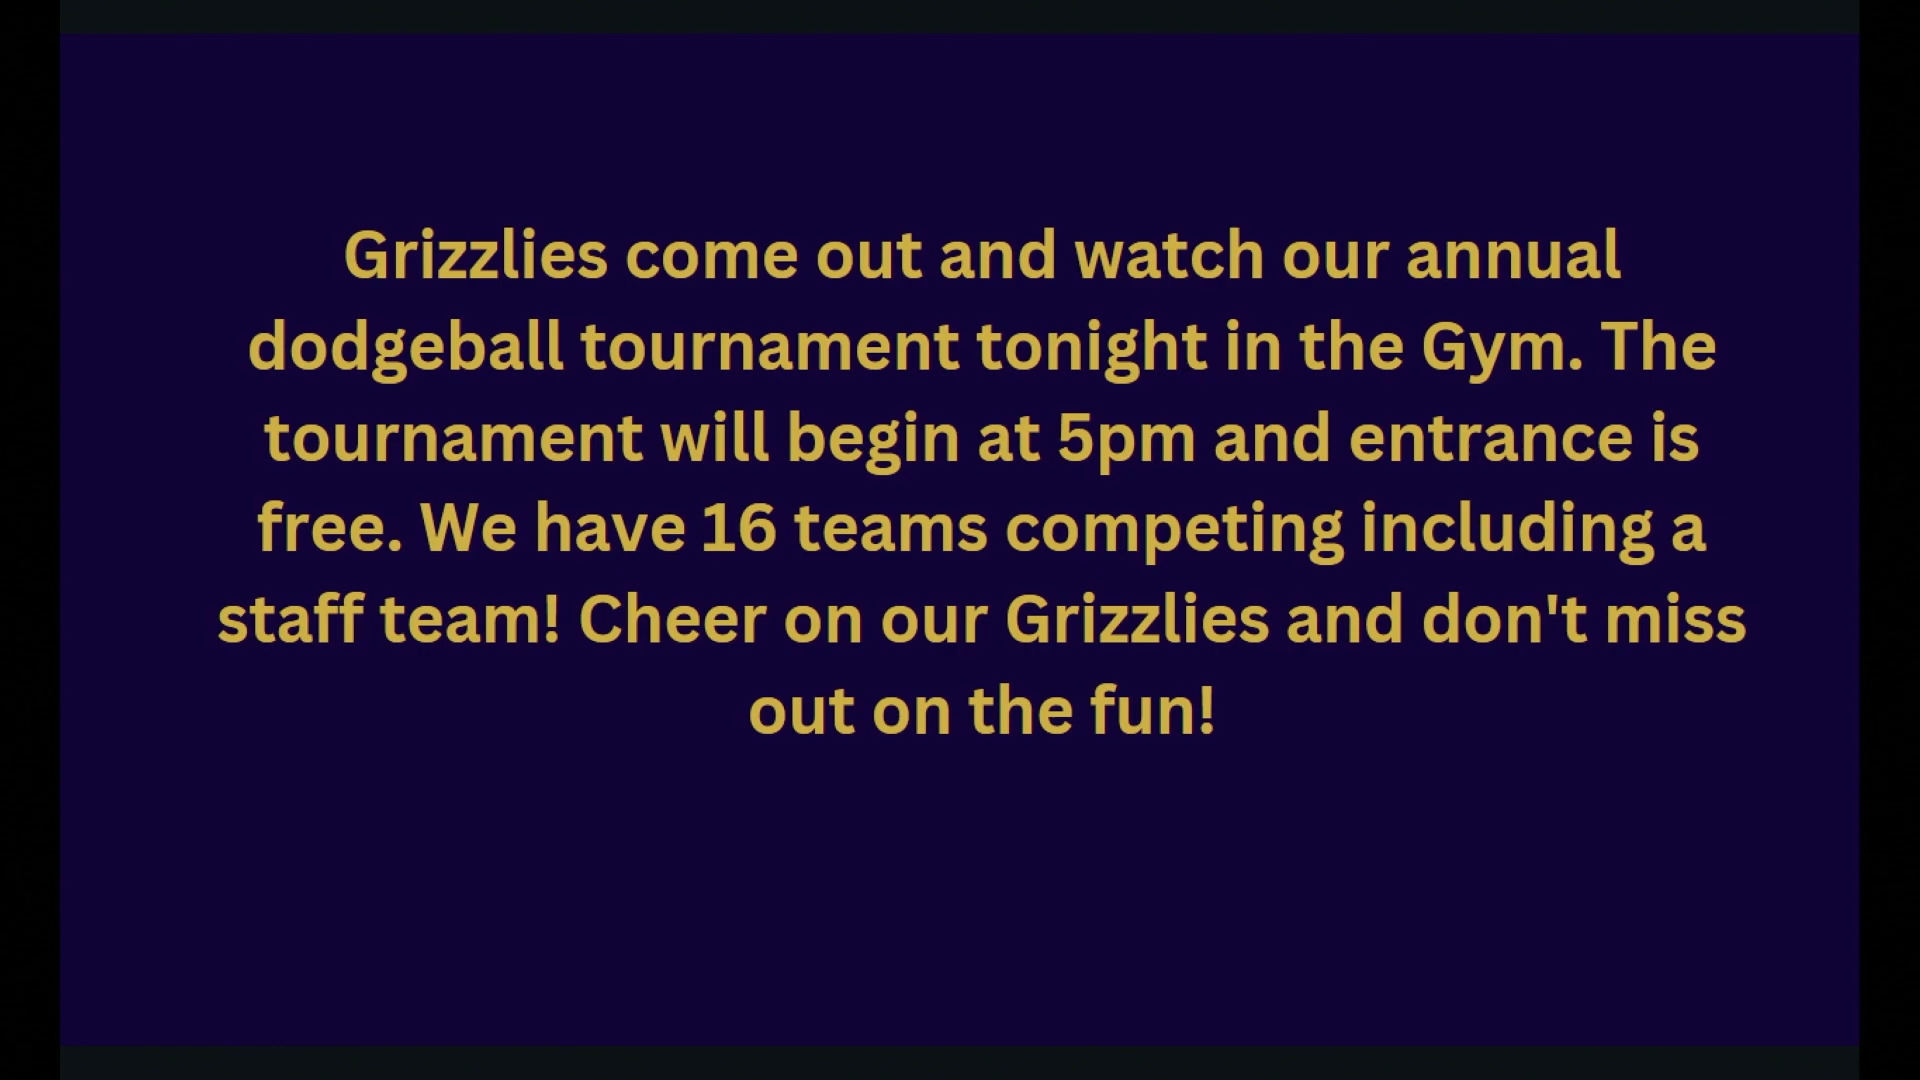 Grizzlies come out and watch our annual
dodgeball tournament tonight in the Gym. The
tournament will begin at 5pm and entrance is
free. We have 16 teams competing including a
staff team! Cheer on our Grizzlies and don't miss
out on the fun!